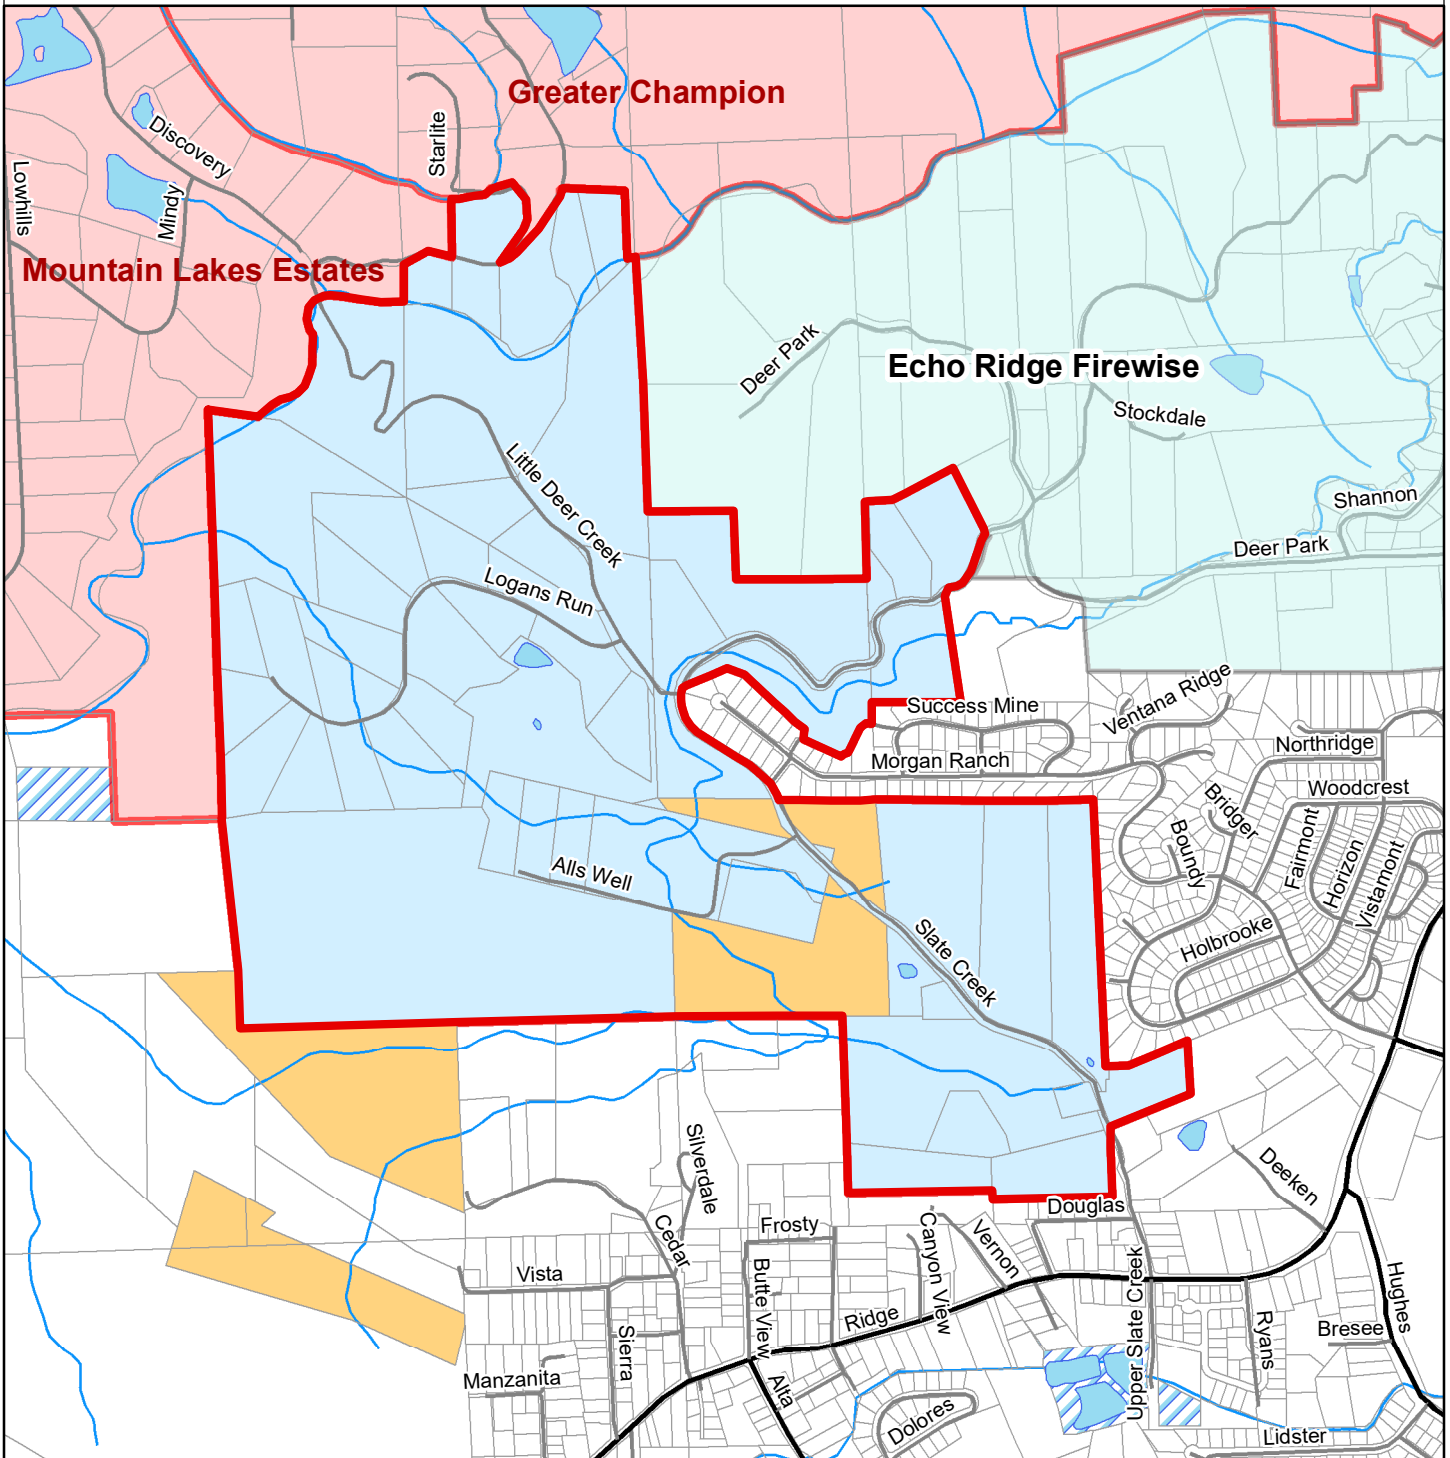 Greater Champion
Starlite
Discovery
Mindy
Lowhills
Mountain Lakes Estates
Deer Park
Echo Ridge Firewise
Stockdale
Shannon
Deer Park
Little Deer Creek
Logans Run
Success Mine
Ventana Ridge
Morgan Ranch
Northridge
Woodcrest
Bridger
Boundy
Fairmont
Horizon
Vistamont
Holbrooke
Alls Well
Slate Creek
Silverdale
Deeken
Douglas
Cedar
Frosty
Canyon View
Vernon
Vista
Butte View
Upper Slate Creek
Hughes
Ridge
Sierra
Ryans
Bresee
Manzanita
Alta
Dolores
Lidster